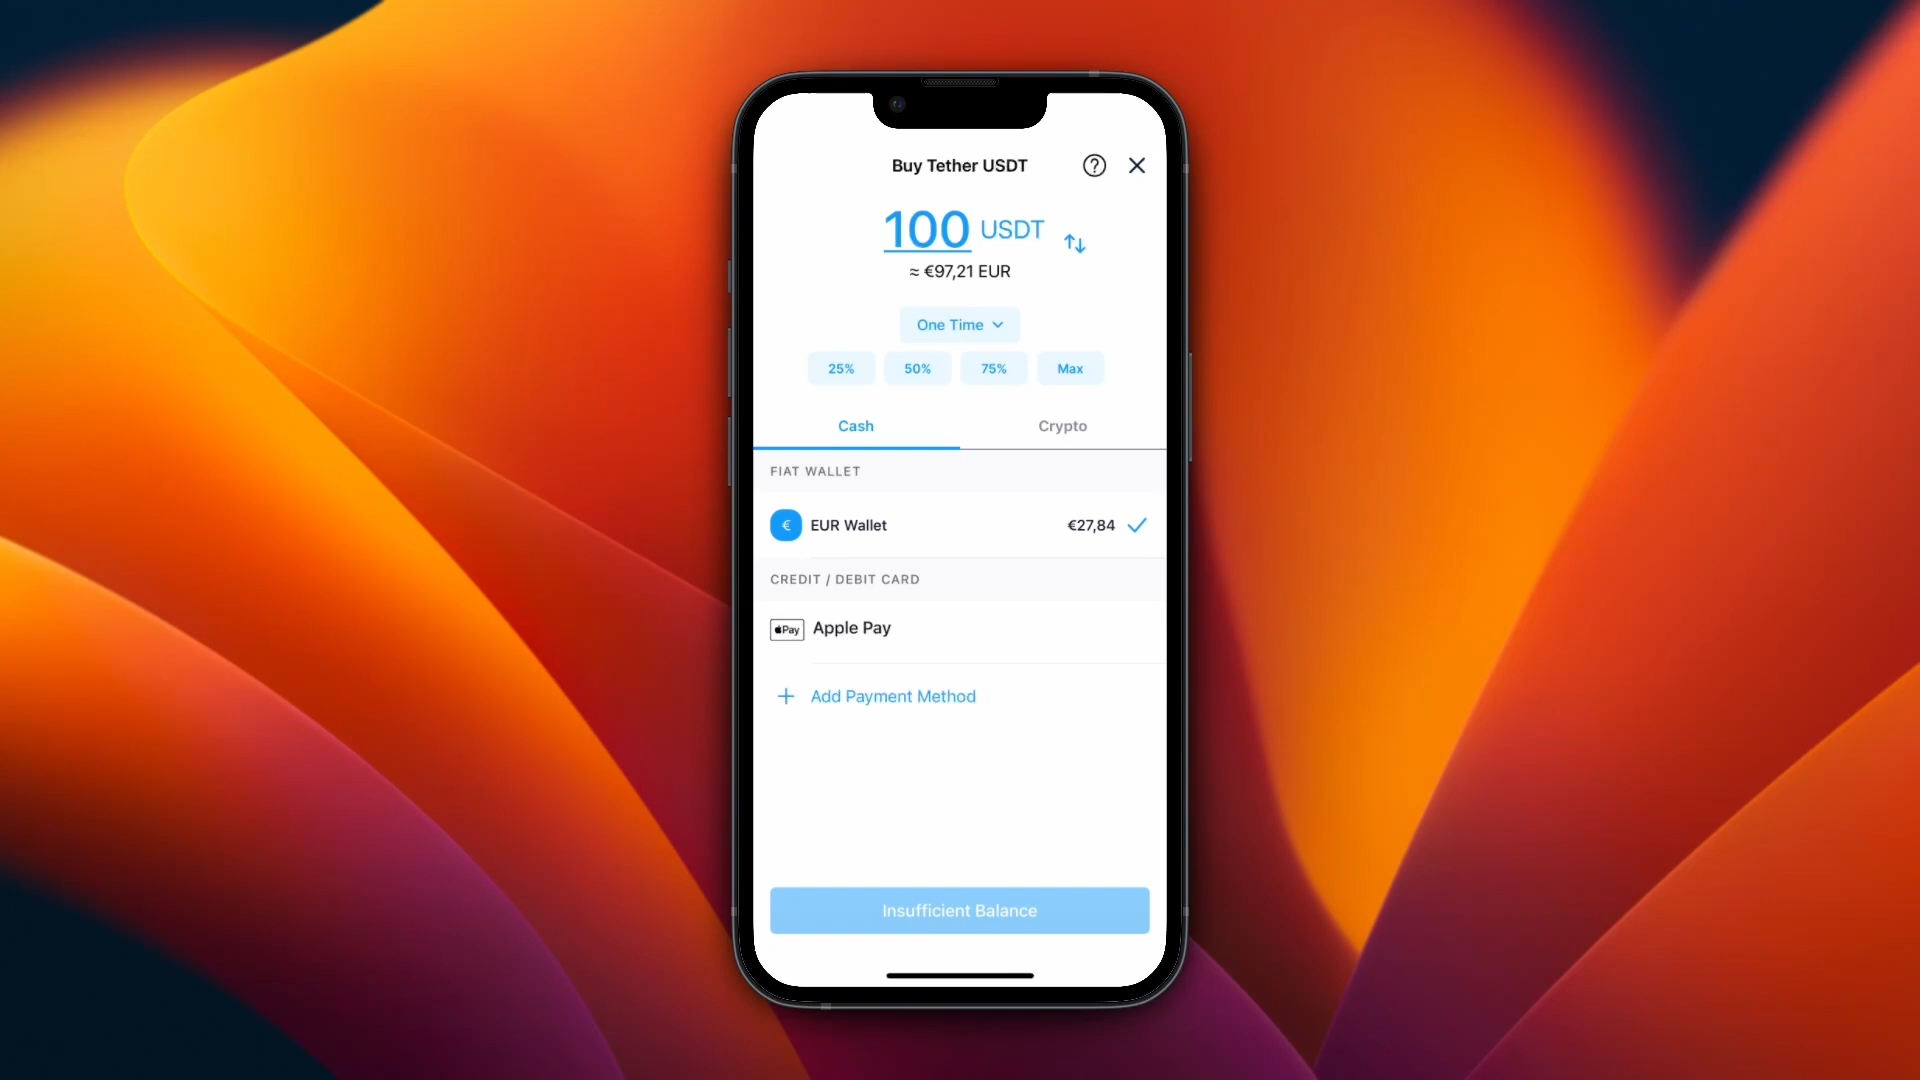 Buy Tether USDT
100 USDT
≈ €97,21 EUR
One Time
25% 50% 75% Max
Cash Crypto
FIAT WALLET
€ EUR Wallet €27,84
CREDIT / DEBIT CARD
Pay Apple Pay
+ Add Payment Method
Insufficient Balance